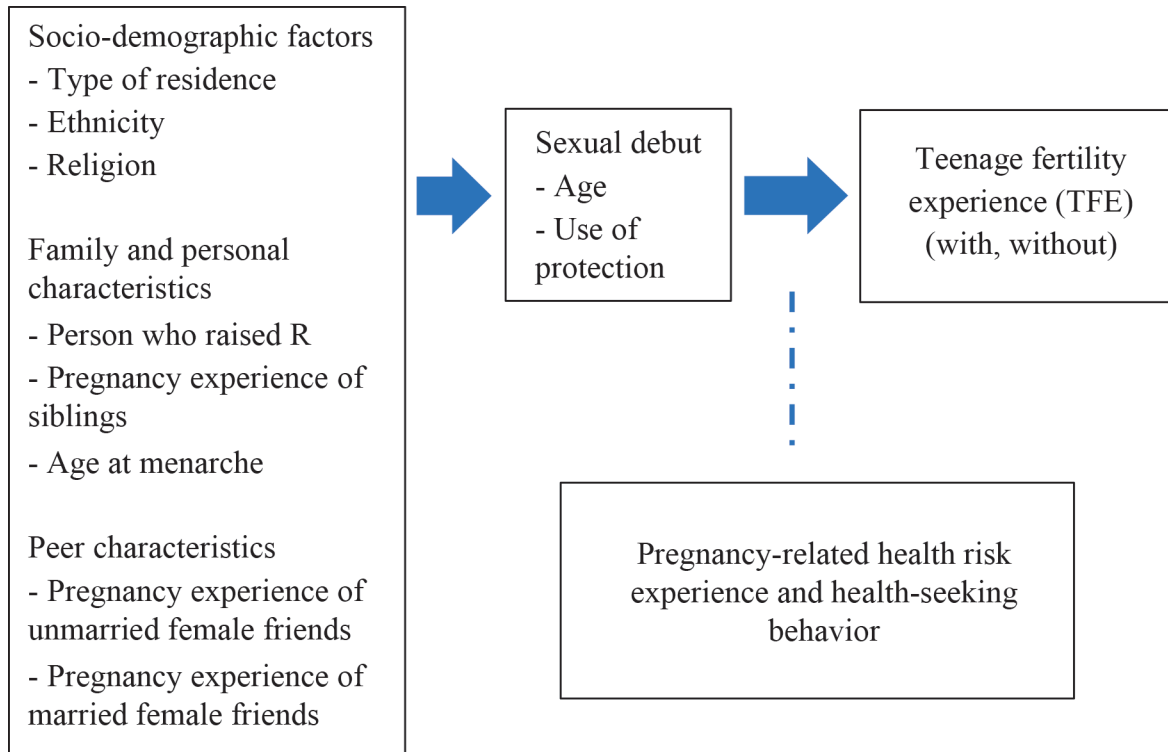 Socio-demographic factors
- Type of residence
- Ethnicity
- Religion
Family and personal
characteristics
- Person who raised R
- Pregnancy experience of
siblings
- Age at menarche
Peer characteristics
- Pregnancy experience of
unmarried female friends
- Pregnancy experience of
married female friends
Sexual debut
- Age
- Use of
protection
Teenage fertility
experience (TFE)
(with, without)
Pregnancy-related health risk
experience and health-seeking
behavior